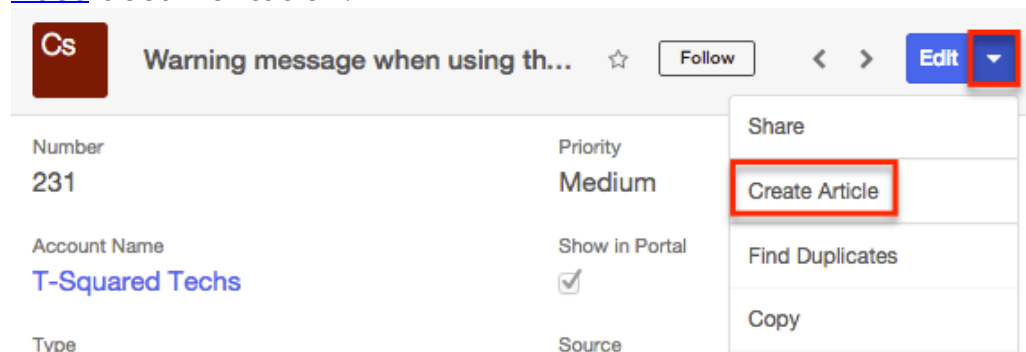 Cs
Warning message when using th... Follow Edit
Share
Number Priority
231 Medium
Create Article
Account Name Show in Portal
T-Squared Techs
Find Duplicates
Copy
Type Source